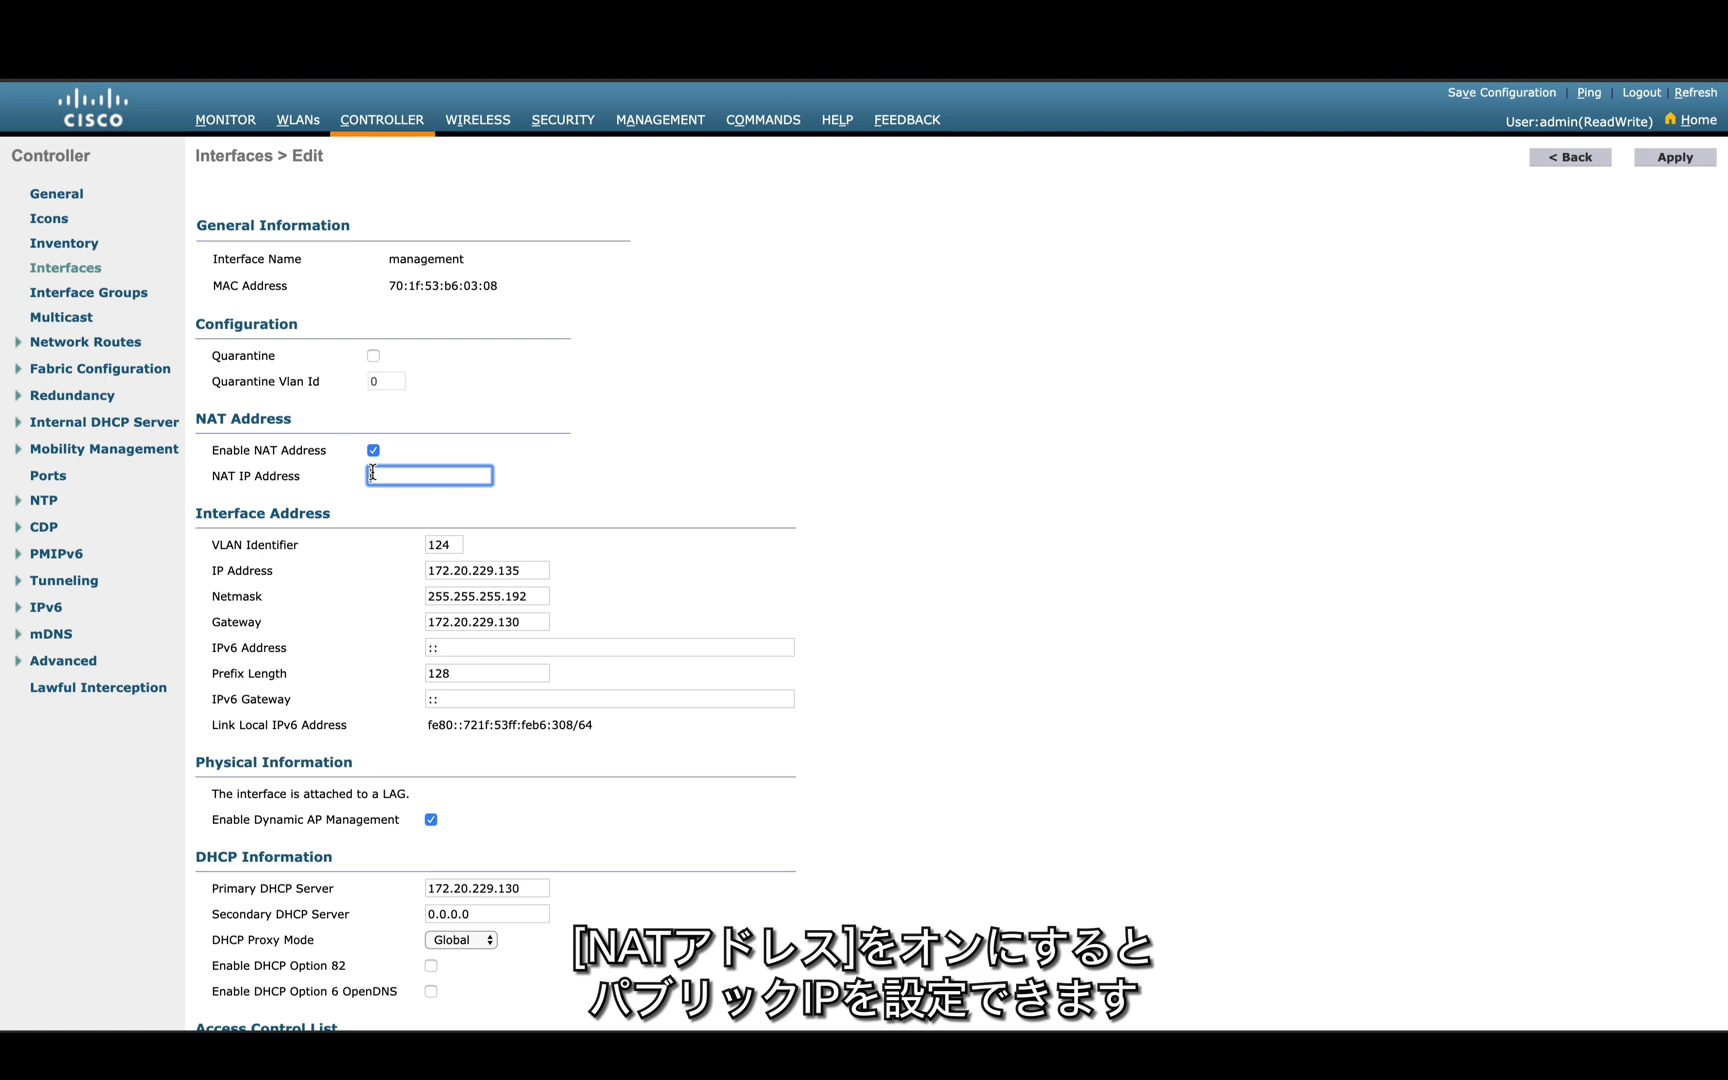 Save Configuration | Ping | Logout | Refresh
CISCO
MONITOR WLANs CONTROLLER WIRELESS SECURITY MANAGEMENT COMMANDS HELP FEEDBACK
User:admin(ReadWrite) Home
Controller
General
Icons
Inventory
Interfaces
Interface Groups
Multicast
Network Routes
Fabric Configuration
Redundancy
Internal DHCP Server
Mobility Management
Ports
NTP
CDP
PMIPv6
Tunneling
IPv6
mDNS
Advanced
Lawful Interception
Interfaces > Edit
< Back Apply
General Information
Interface Name management
MAC Address 70:1f:53:b6:03:08
Configuration
Quarantine
Quarantine Vlan Id 0
NAT Address
Enable NAT Address
NAT IP Address
Interface Address
VLAN Identifier 124
IP Address 172.20.229.135
Netmask 255.255.255.192
Gateway 172.20.229.130
IPv6 Address ::
Prefix Length 128
IPv6 Gateway ::
Link Local IPv6 Address fe80::721f:53ff:feb6:308/64
Physical Information
The interface is attached to a LAG.
Enable Dynamic AP Management
DHCP Information
Primary DHCP Server 172.20.229.130
Secondary DHCP Server 0.0.0.0
DHCP Proxy Mode Global
Enable DHCP Option 82
Enable DHCP Option 6 OpenDNS
Access Control List
[NATアドレス]をオンにすると
パブリックIPを設定できます